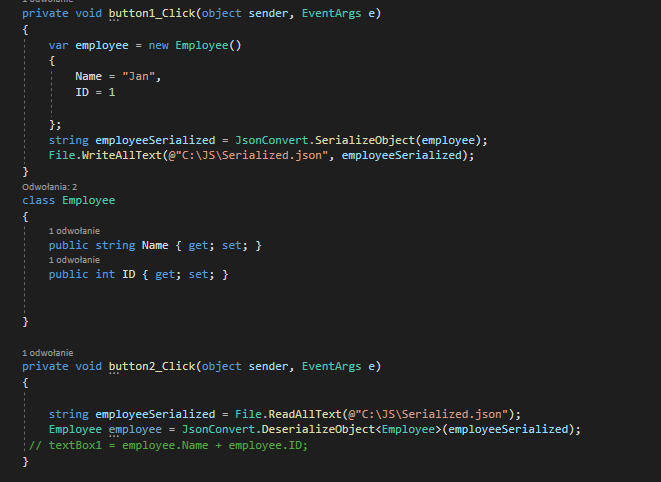 1 odwołanie
private void button1_Click(object sender, EventArgs e)
{
var employee = new Employee()
{
Name = "Jan",
ID = 1
};
string employeeSerialized = JsonConvert.SerializeObject(employee);
File.WriteAllText(@"C:\JS\Serialized.json", employeeSerialized);
}
Odwołania: 2
class Employee
{
1 odwołanie
public string Name { get; set; }
1 odwołanie
public int ID { get; set; }
}
1 odwołanie
private void button2_Click(object sender, EventArgs e)
{
string employeeSerialized = File.ReadAllText(@"C:\JS\Serialized.json");
Employee employee = JsonConvert.DeserializeObject<Employee>(employeeSerialized);
// textBox1 = employee.Name + employee.ID;
}